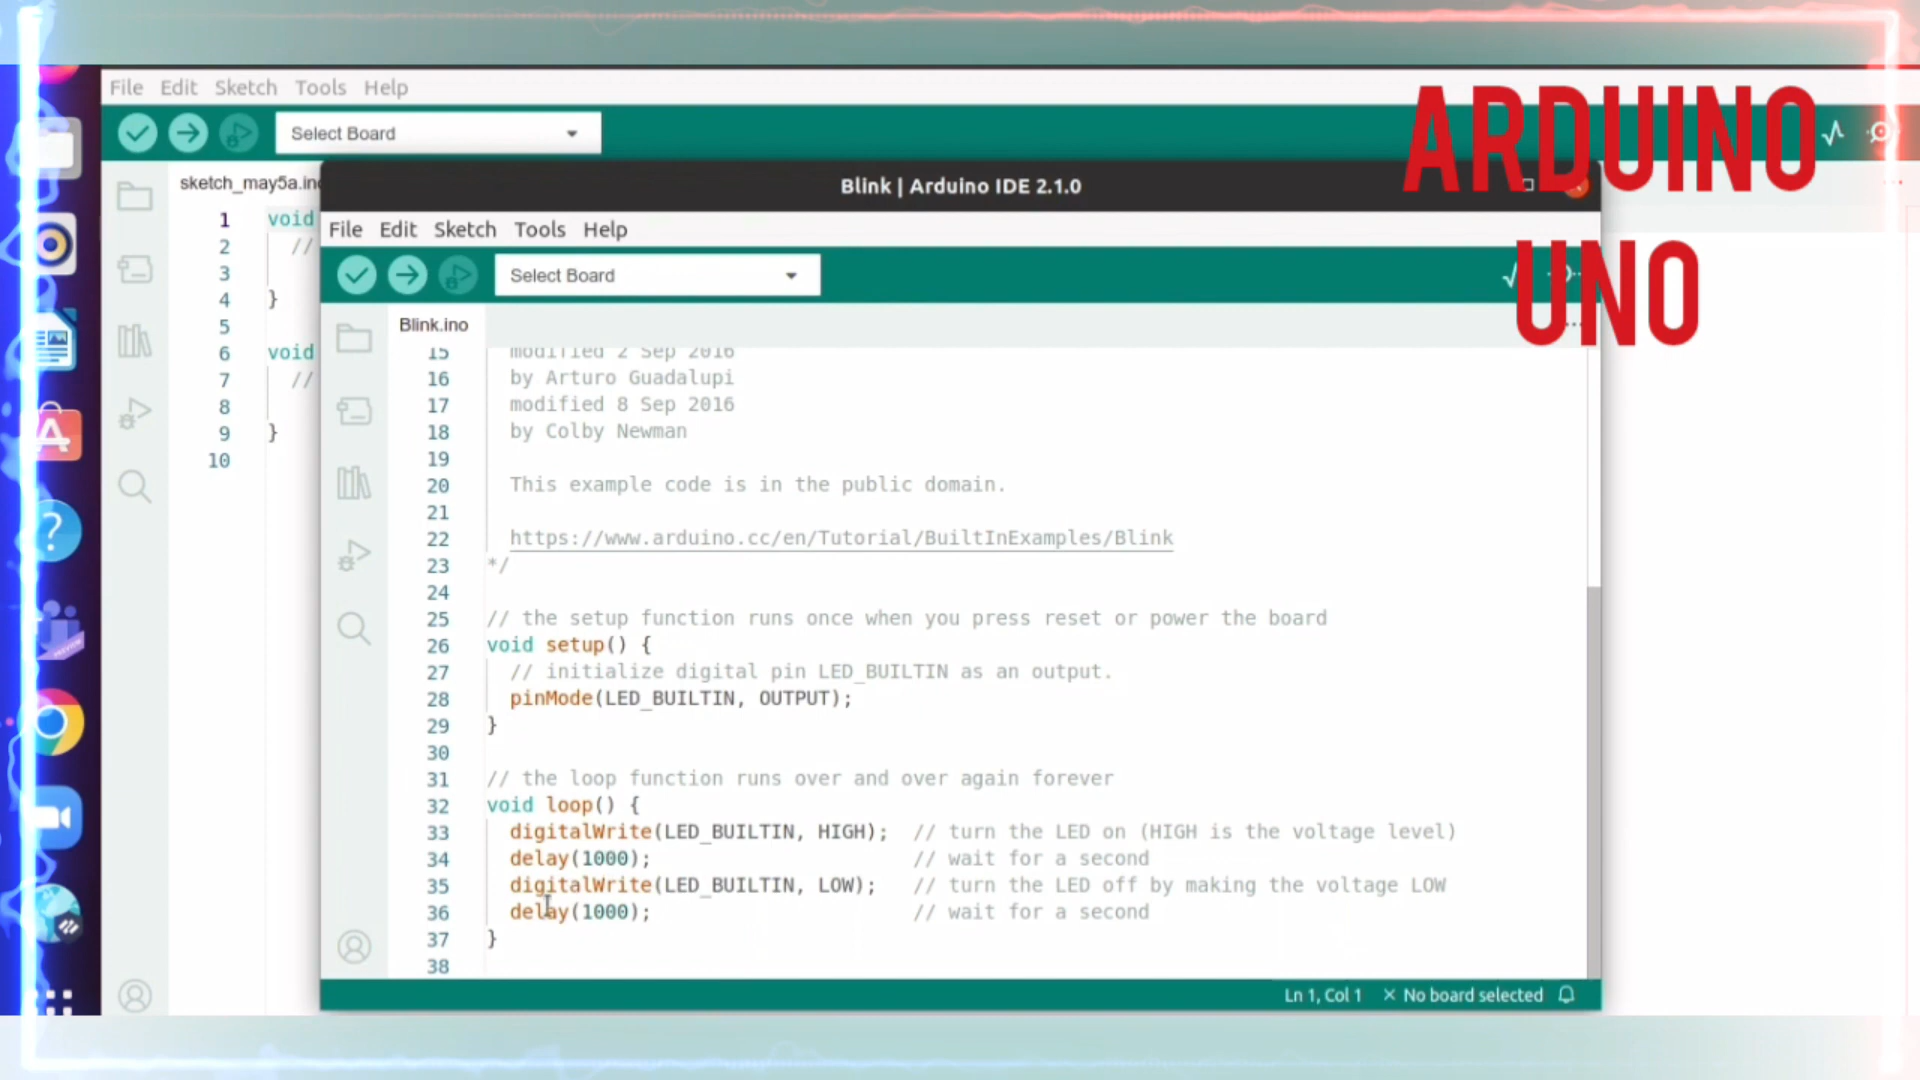 File Edit Sketch Tools Help
Select Board
ARDUINO
UNO
sketch_may5a.in
1 void
2 //
3
4 }
5
6 void
7 //
8
9 }
10
Blink | Arduino IDE 2.1.0
File Edit Sketch Tools Help
Select Board
Blink.ino
15 modified 2 Sep 2016
16 by Arturo Guadalupi
17 modified 8 Sep 2016
18 by Colby Newman
19
20 This example code is in the public domain.
21
22 https://www.arduino.cc/en/Tutorial/BuiltInExamples/Blink
23 */
24
25 // the setup function runs once when you press reset or power the board
26 void setup() {
27 // initialize digital pin LED_BUILTIN as an output.
28 pinMode(LED_BUILTIN, OUTPUT);
29 }
30
31 // the loop function runs over and over again forever
32 void loop() {
33 digitalWrite(LED_BUILTIN, HIGH); // turn the LED on (HIGH is the voltage level)
34 delay(1000); // wait for a second
35 digitalWrite(LED_BUILTIN, LOW); // turn the LED off by making the voltage LOW
36 delay(1000); // wait for a second
37 }
38
Ln 1, Col 1 × No board selected